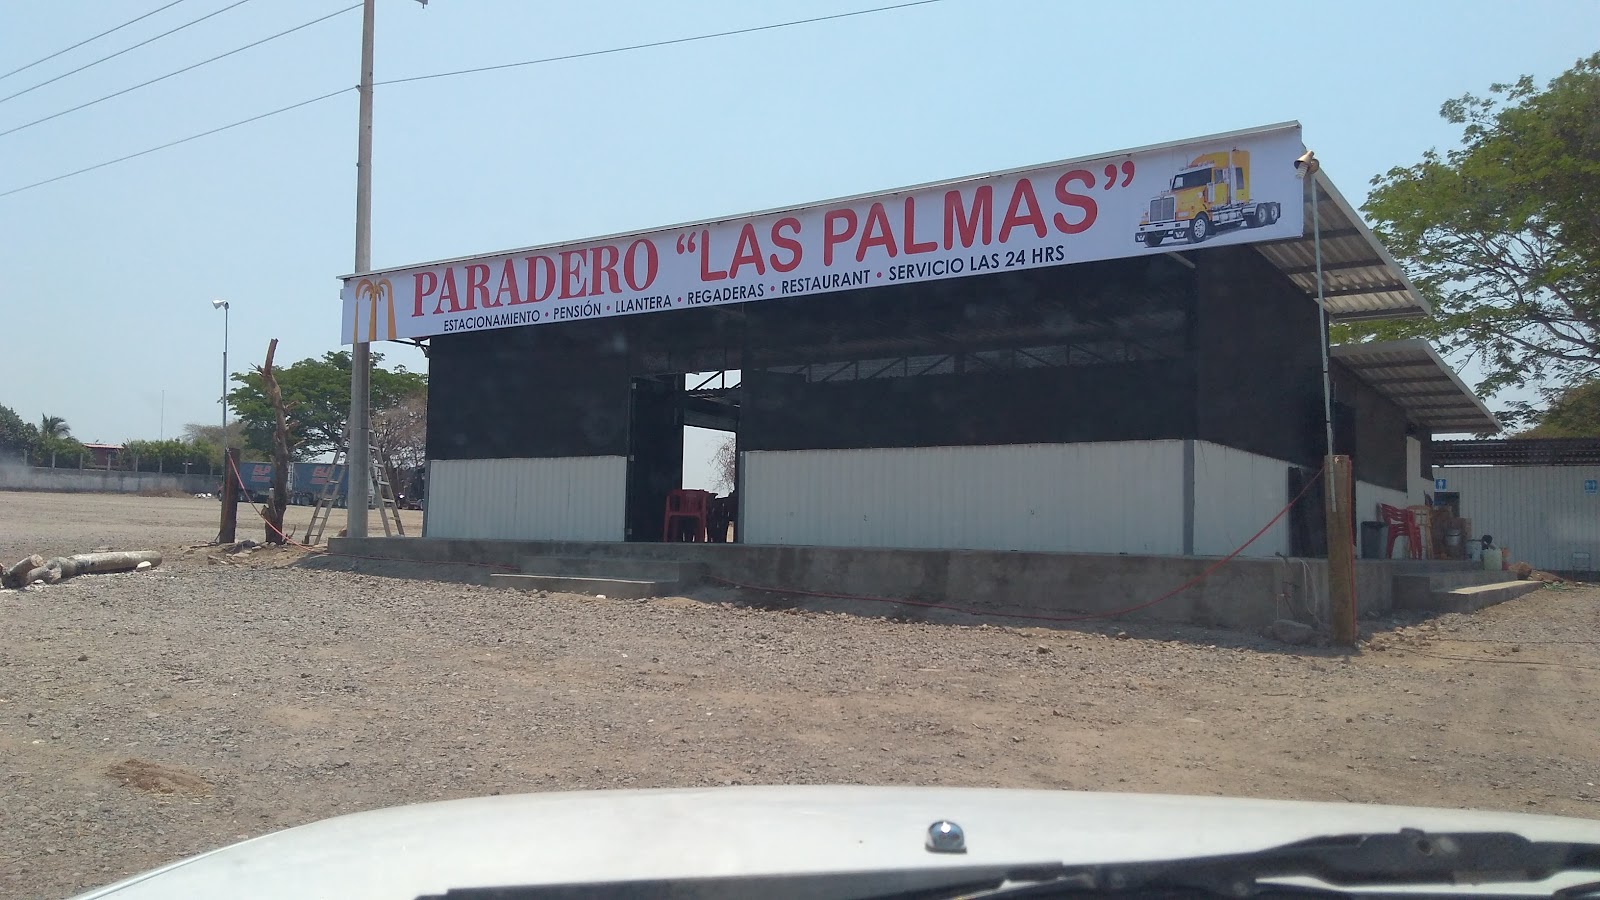 PARADERO “LAS PALMAS”
ESTACIONAMIENTO • PENSIÓN • LLANTERA • REGADERAS • RESTAURANT • SERVICIO LAS 24 HRS